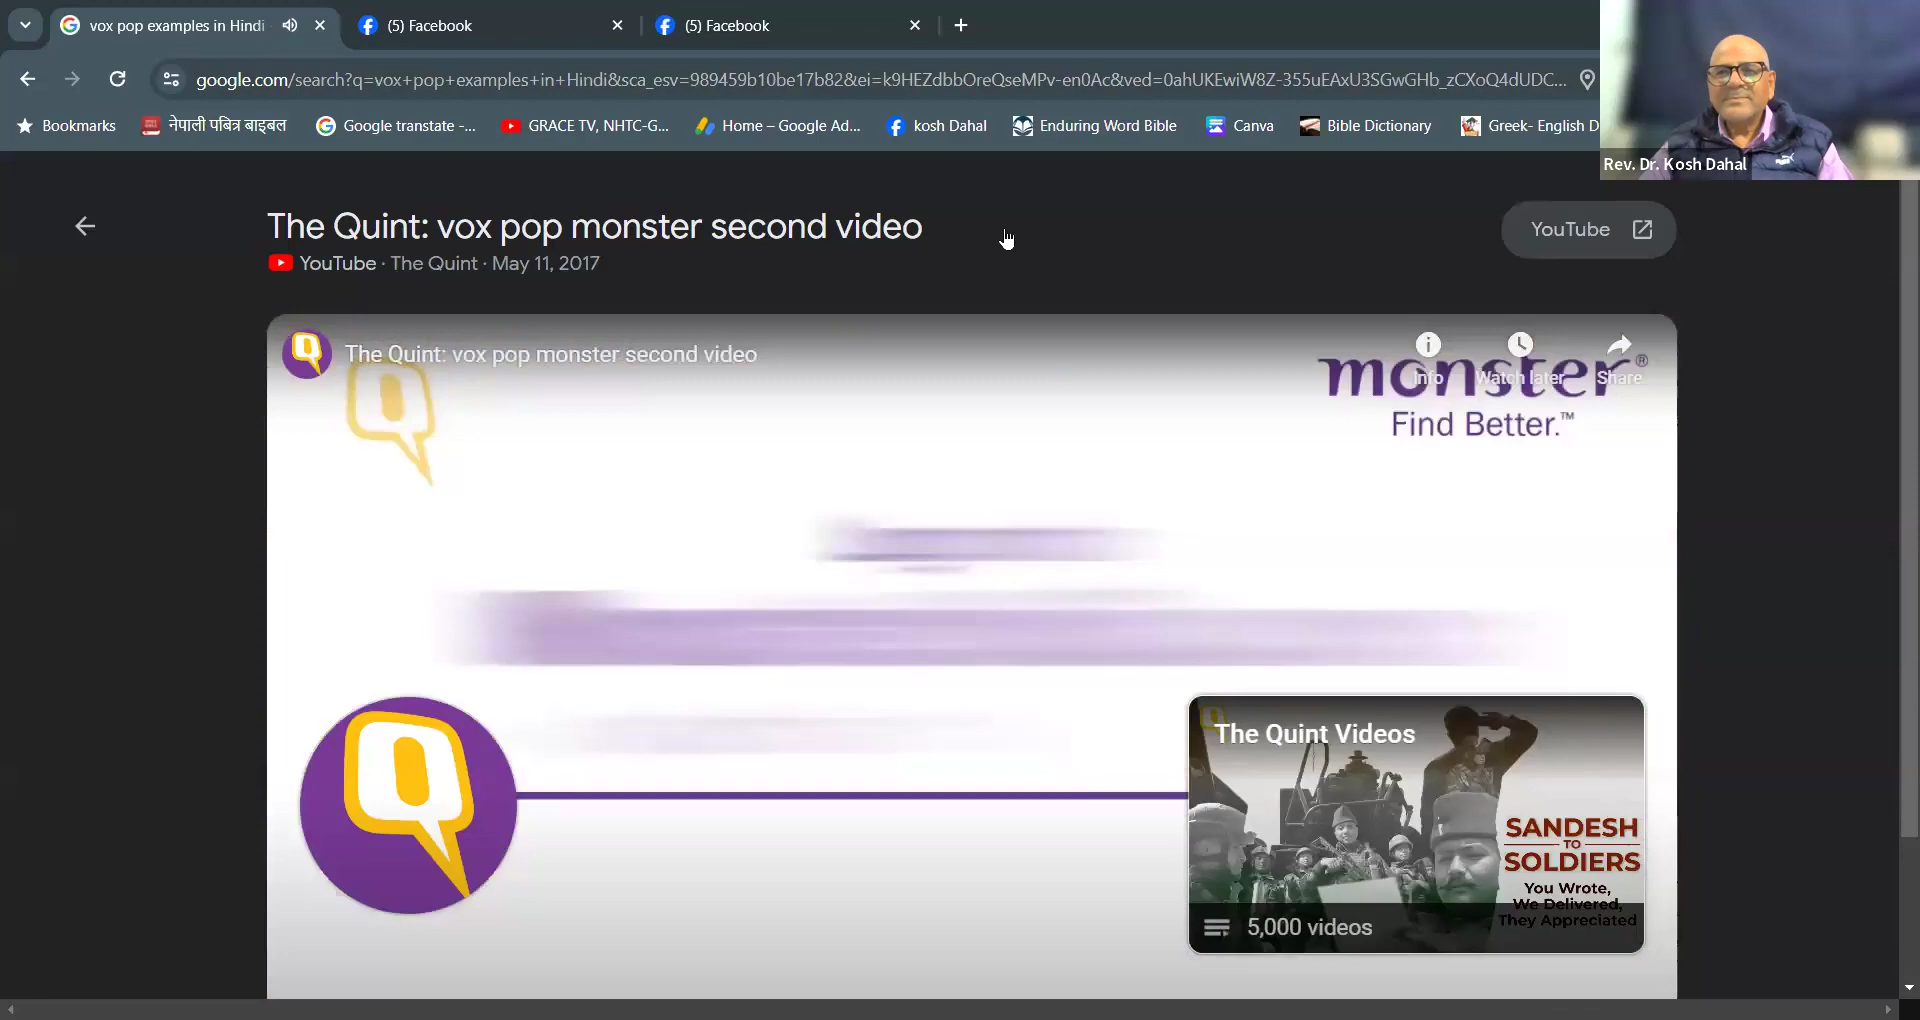 vox pop examples in Hindi
(5) Facebook
(5) Facebook
google.com/search?q=vox+pop+examples+in+Hindi&sca_esv=989459b10be17b82&ei=k9HEZdbbOreQseMPv-en0Ac&ved=0ahUKEwiW8Z-355uEAxU3SGwGHb_zCXoQ4dUDC...
Bookmarks
नेपाली पबित्र बाइबल
Google transtate -...
GRACE TV, NHTC-G...
Home – Google Ad...
kosh Dahal
Enduring Word Bible
Canva
Bible Dictionary
Greek- English D
Rev. Dr. Kosh Dahal
The Quint: vox pop monster second video
YouTube
YouTube · The Quint · May 11, 2017
The Quint: vox pop monster second video
Info
Watch later
Share
monster®
Find Better.™
The Quint Videos
SANDESH
TO
SOLDIERS
You Wrote,
We Delivered,
They Appreciated
5,000 videos